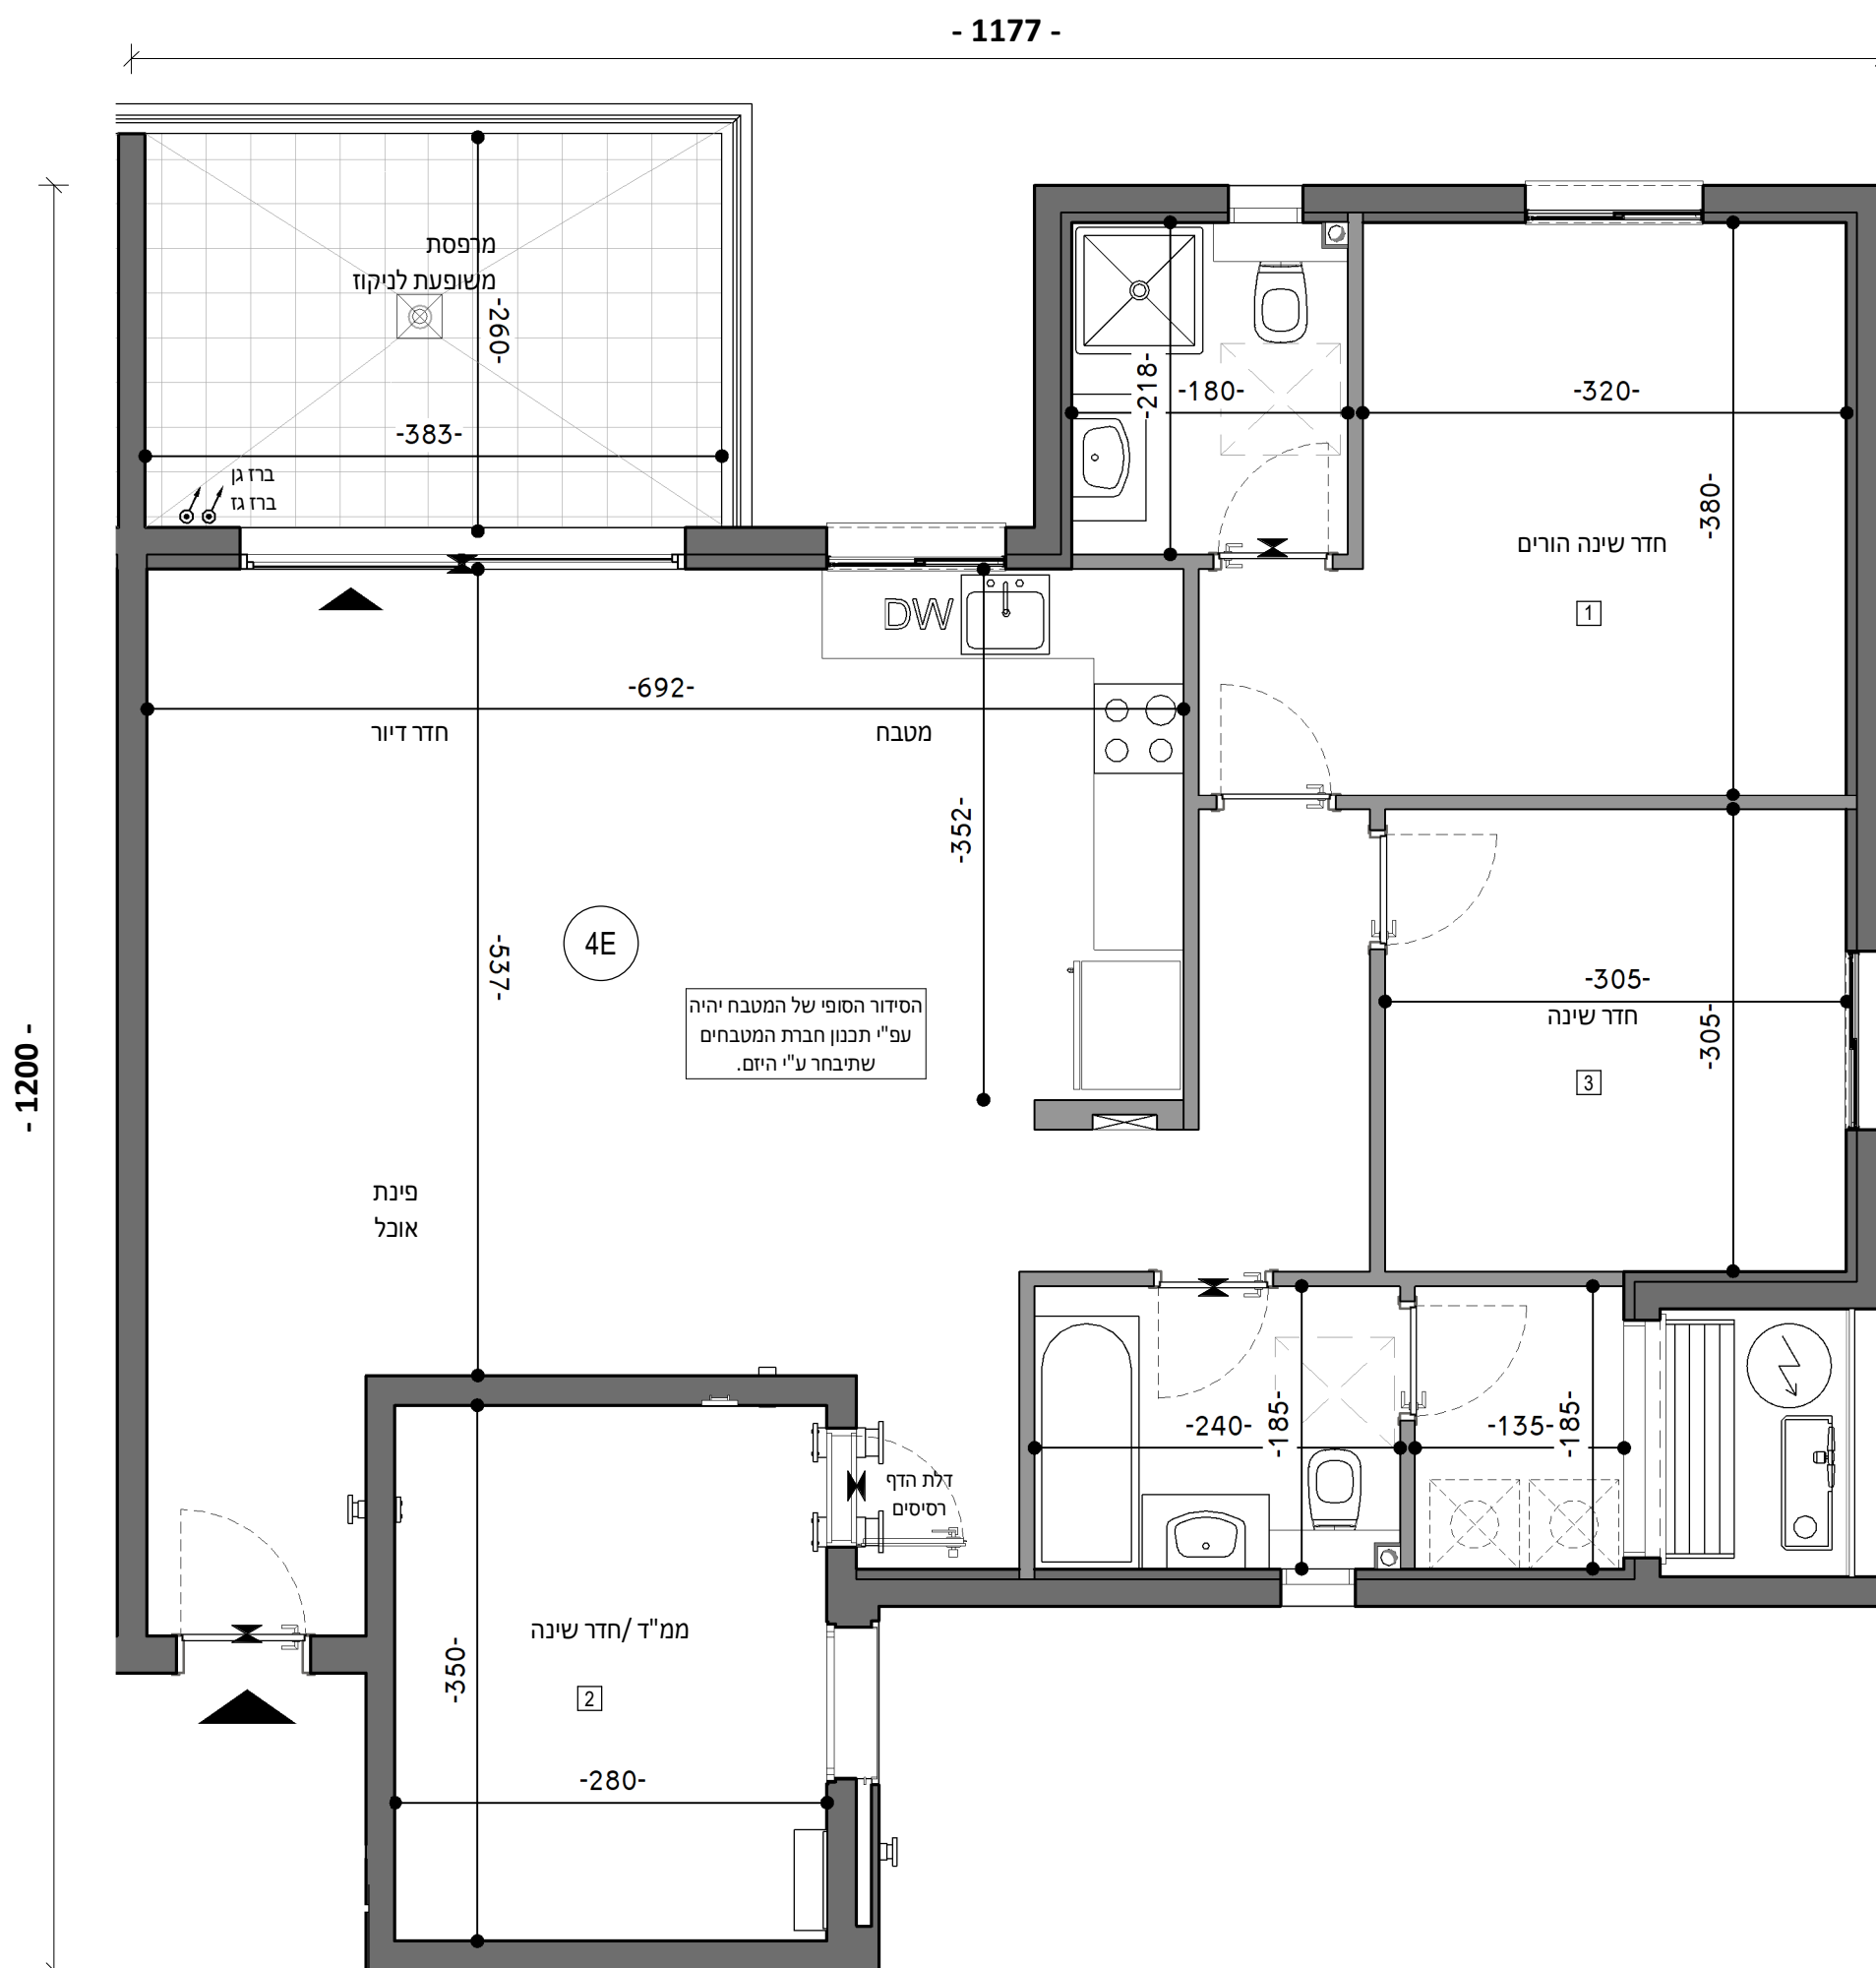 - 1177 -
- 1200 -
מרפסת
משופעת לניקוז
-260-
-383-
ברז גן
ברז גז
-218-
-180-
-320-
-380-
חדר שינה הורים
1
DW
-692-
חדר דיור
מטבח
-352-
4E
-537-
הסידור הסופי של המטבח יהיה
עפ"י תכנון חברת המטבחים
שתיבחר ע"י היזם.
-305-
חדר שינה
-305-
3
פינת
אוכל
-240-
-185-
-135-
-185-
דלת הדף
רסיסים
ממ"ד /חדר שינה
-350-
2
-280-